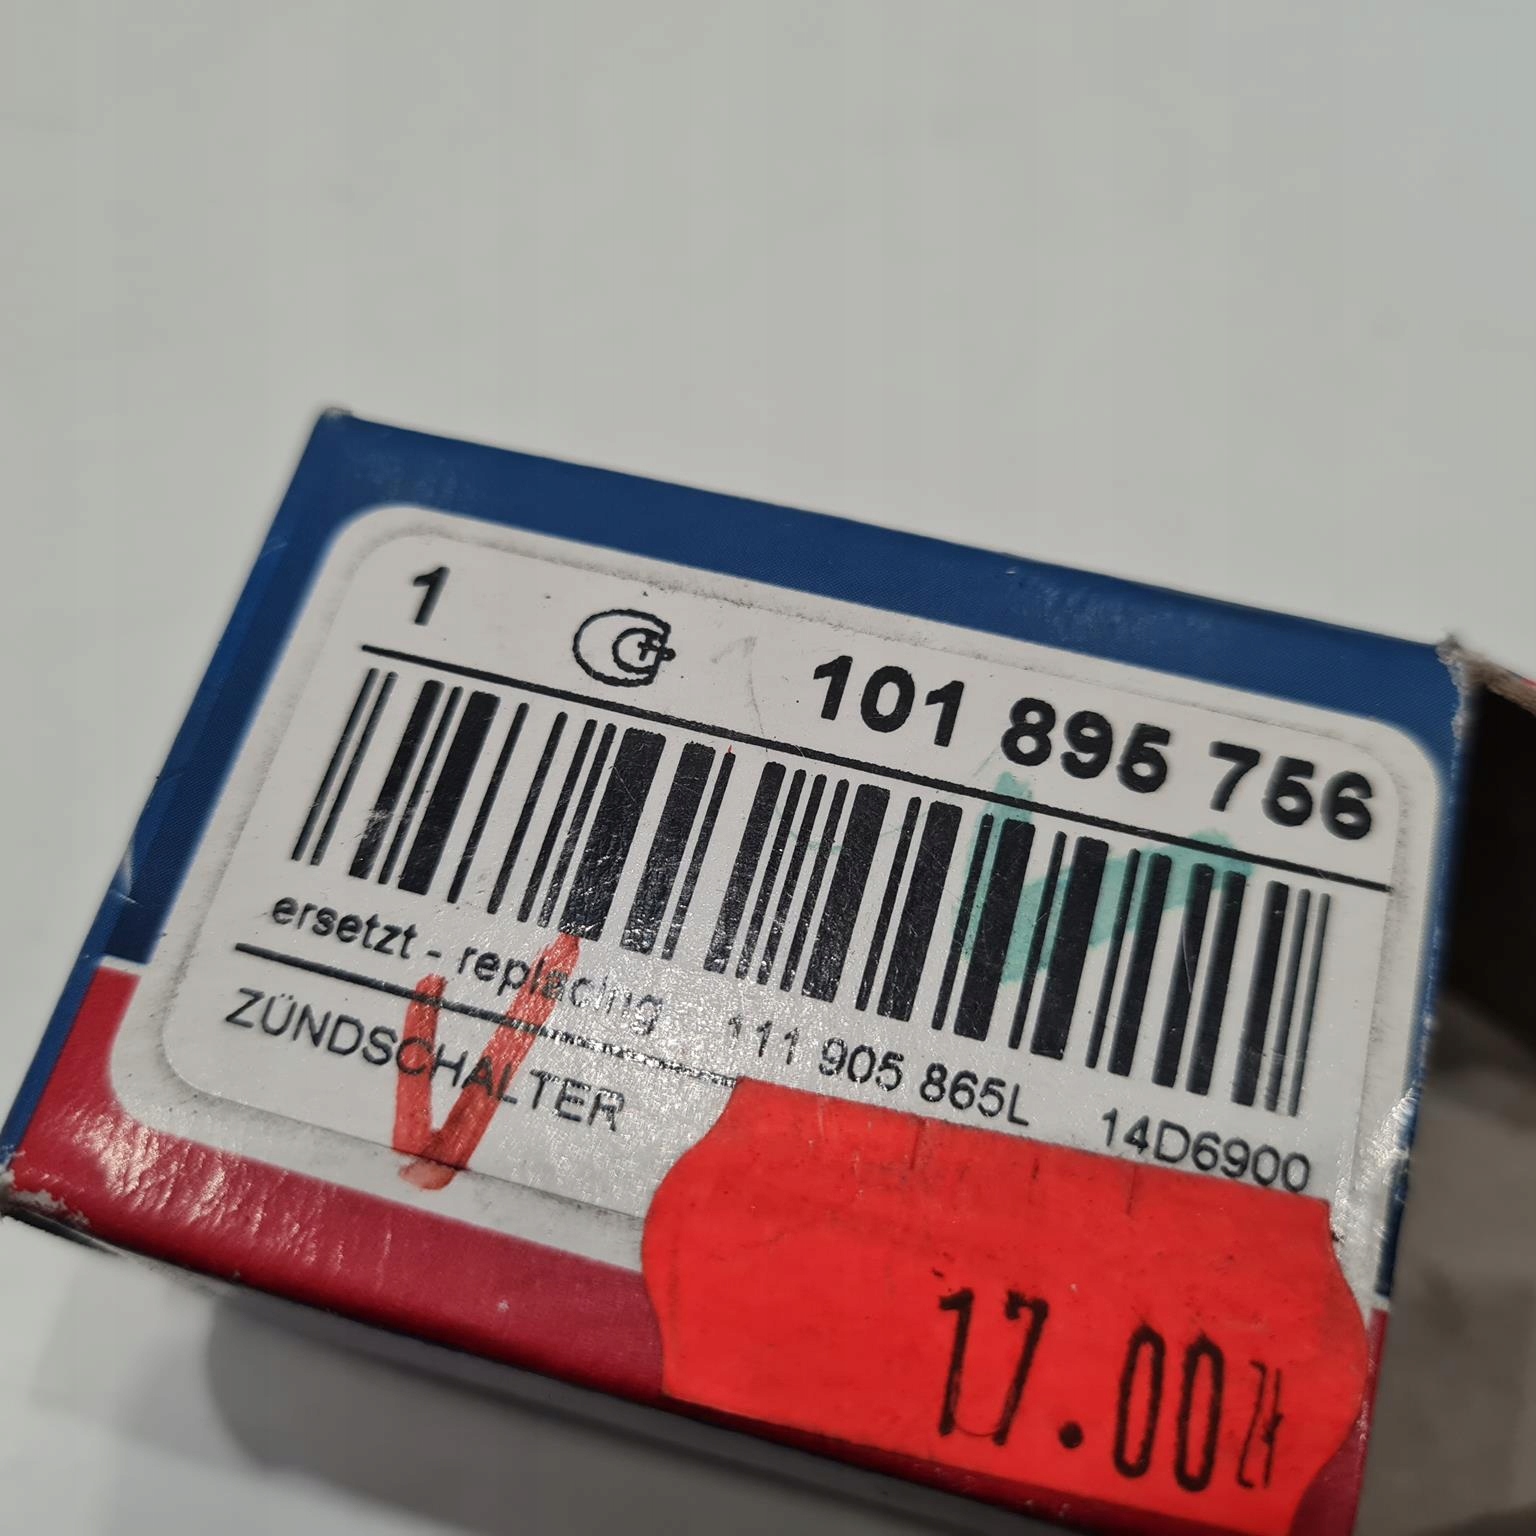 1 101 895 756
ersetzt - replacing 111 905 865L 14D6900
ZÜNDSCHALTER
17.00zł